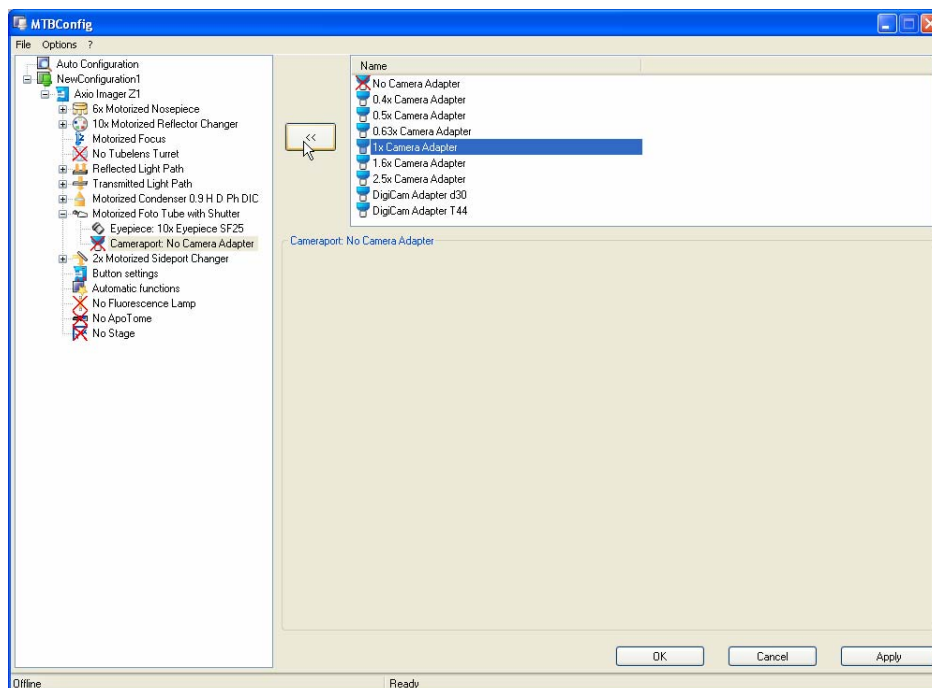 MTBConfig
File Options ?
Auto Configuration
NewConfiguration1
Axio Imager Z1
6x Motorized Nosepiece
10x Motorized Reflector Changer
Motorized Focus
No Tubelens Turret
Reflected Light Path
Transmitted Light Path
Motorized Condenser 0.9 H D Ph DIC
Motorized Foto Tube with Shutter
Eyepiece: 10x Eyepiece SF25
Cameraport: No Camera Adapter
2x Motorized Sideport Changer
Button settings
Automatic functions
No Fluorescence Lamp
No ApoTome
No Stage
<<
Name
No Camera Adapter
0.4x Camera Adapter
0.5x Camera Adapter
0.63x Camera Adapter
1x Camera Adapter
1.6x Camera Adapter
2.5x Camera Adapter
DigiCam Adapter d30
DigiCam Adapter T44
Cameraport: No Camera Adapter
OK Cancel Apply
Offline Ready